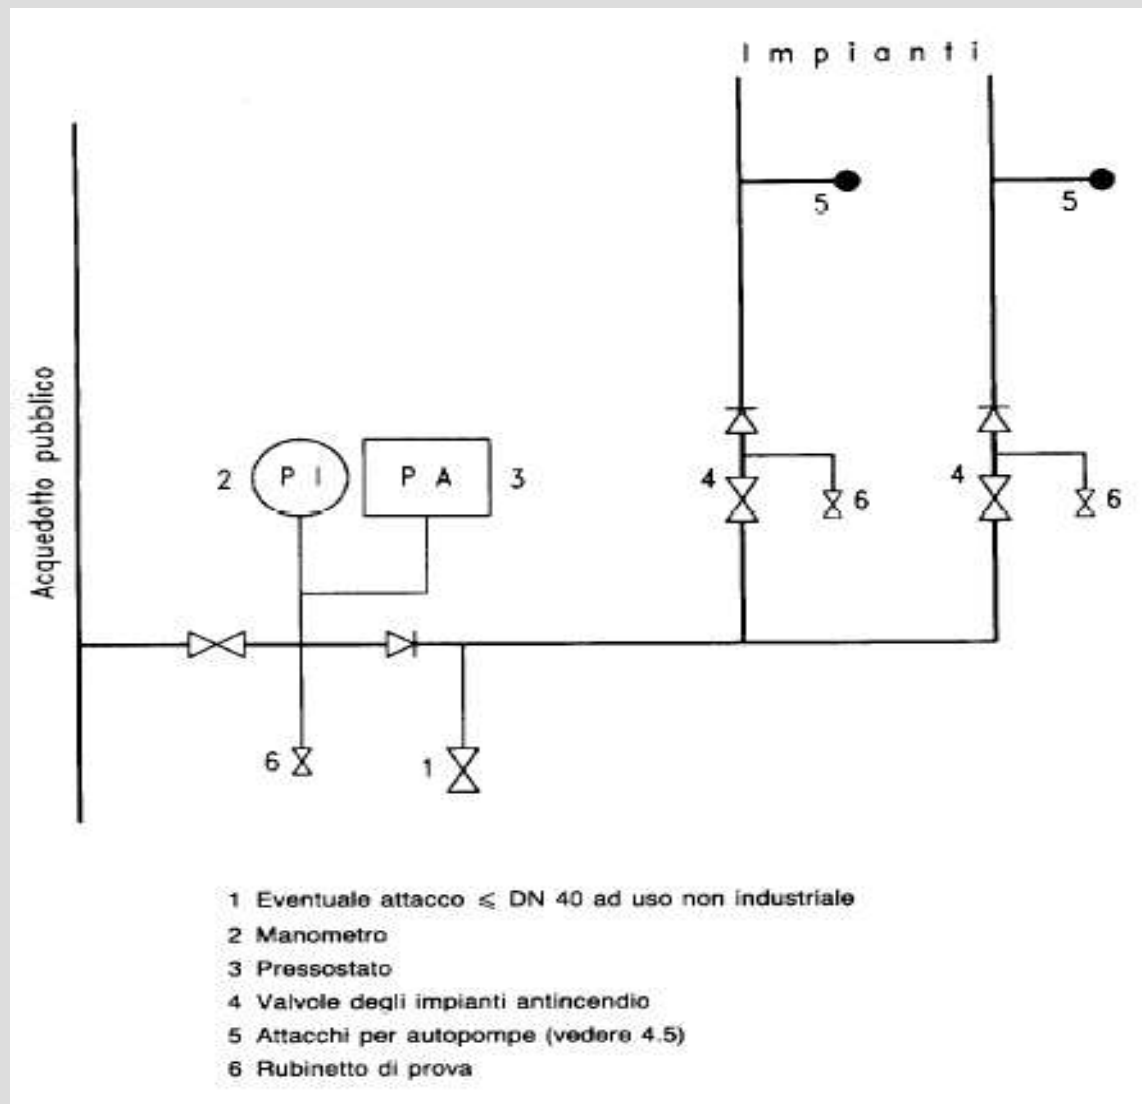 Impianti
5
5
Acquedotto pubblico
2 PI PA 3
4 6 4 6
6 1
1 Eventuale attacco ⩽ DN 40 ad uso non industriale
2 Manometro
3 Pressostato
4 Valvole degli impianti antincendio
5 Attacchi per autopompe (vedere 4.5)
6 Rubinetto di prova